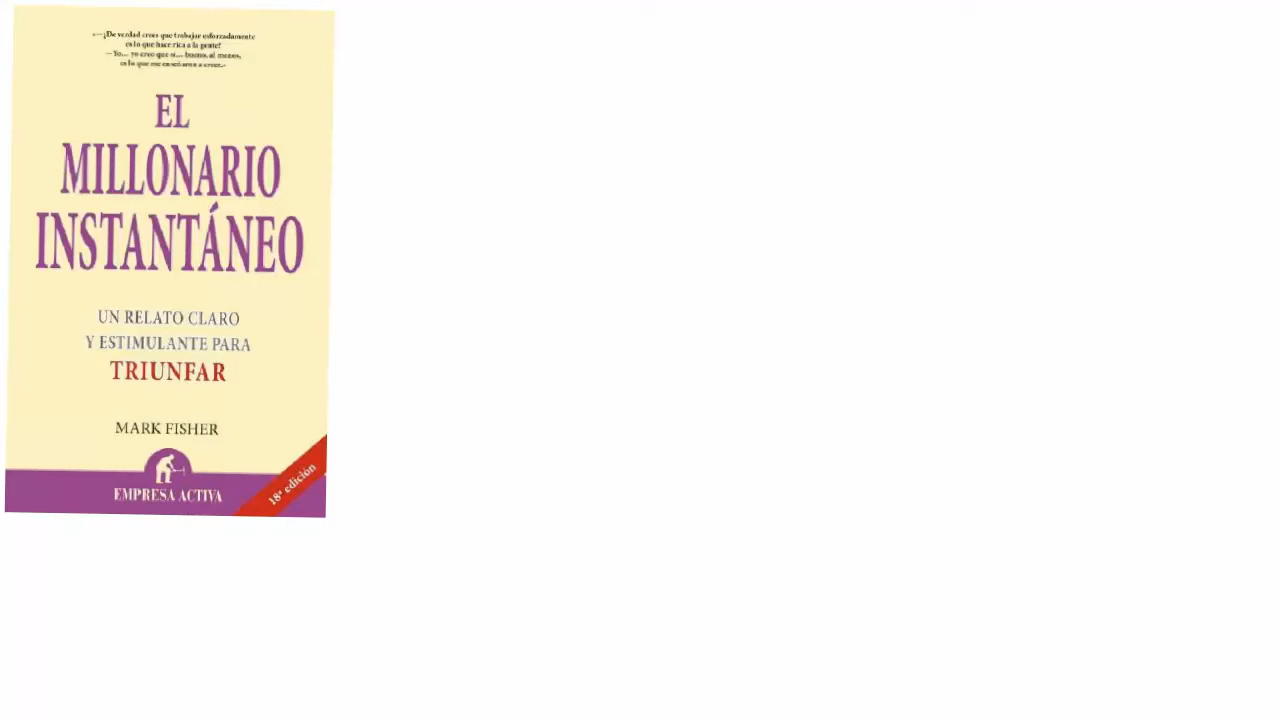 «—¿De verdad crees que trabajar esforzadamente
es lo que hace rica a la gente?
—Yo... yo creo que sí... bueno, al menos,
es lo que me enseñaron a creer.»
EL
MILLONARIO
INSTANTÁNEO
UN RELATO CLARO
Y ESTIMULANTE PARA
TRIUNFAR
MARK FISHER
EMPRESA ACTIVA
18ª edición